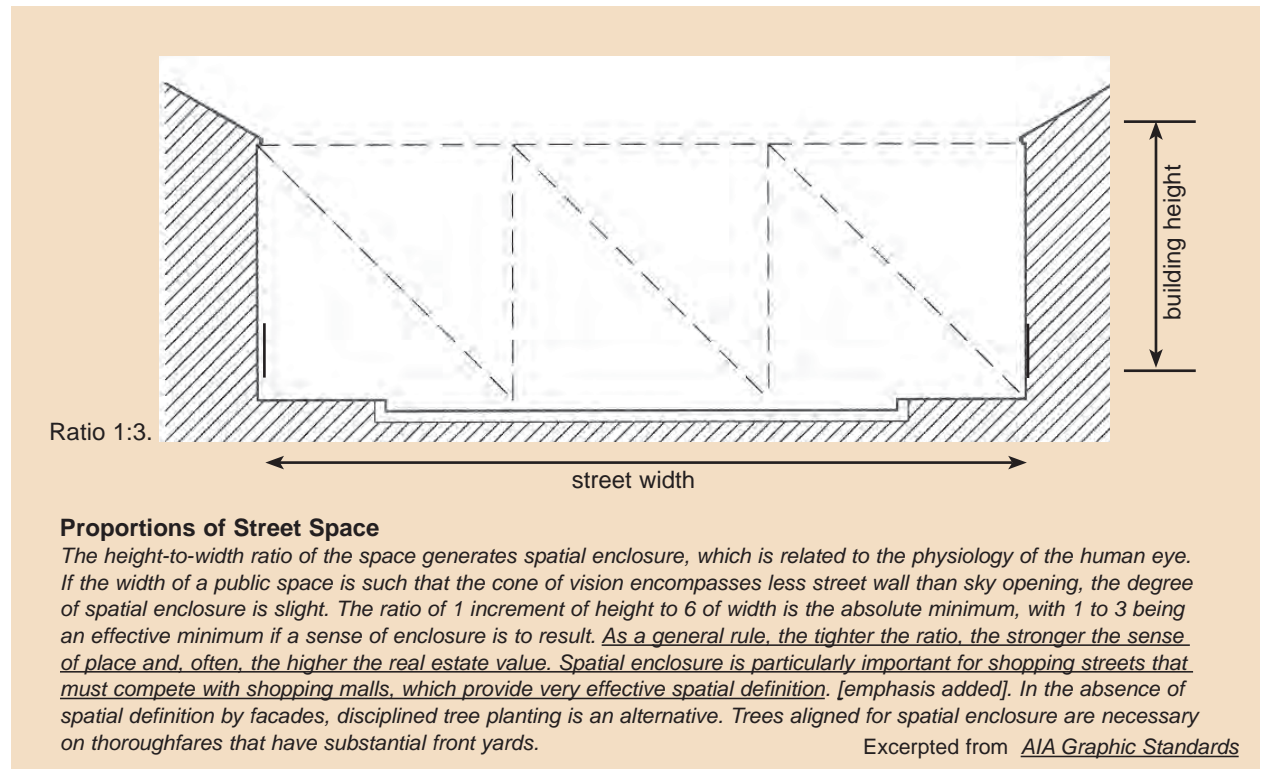 building height
Ratio 1:3.
street width
Proportions of Street Space
The height-to-width ratio of the space generates spatial enclosure, which is related to the physiology of the human eye.
If the width of a public space is such that the cone of vision encompasses less street wall than sky opening, the degree
of spatial enclosure is slight. The ratio of 1 increment of height to 6 of width is the absolute minimum, with 1 to 3 being
an effective minimum if a sense of enclosure is to result. As a general rule, the tighter the ratio, the stronger the sense
of place and, often, the higher the real estate value. Spatial enclosure is particularly important for shopping streets that
must compete with shopping malls, which provide very effective spatial definition. [emphasis added]. In the absence of
spatial definition by facades, disciplined tree planting is an alternative. Trees aligned for spatial enclosure are necessary
on thoroughfares that have substantial front yards.
Excerpted from AIA Graphic Standards